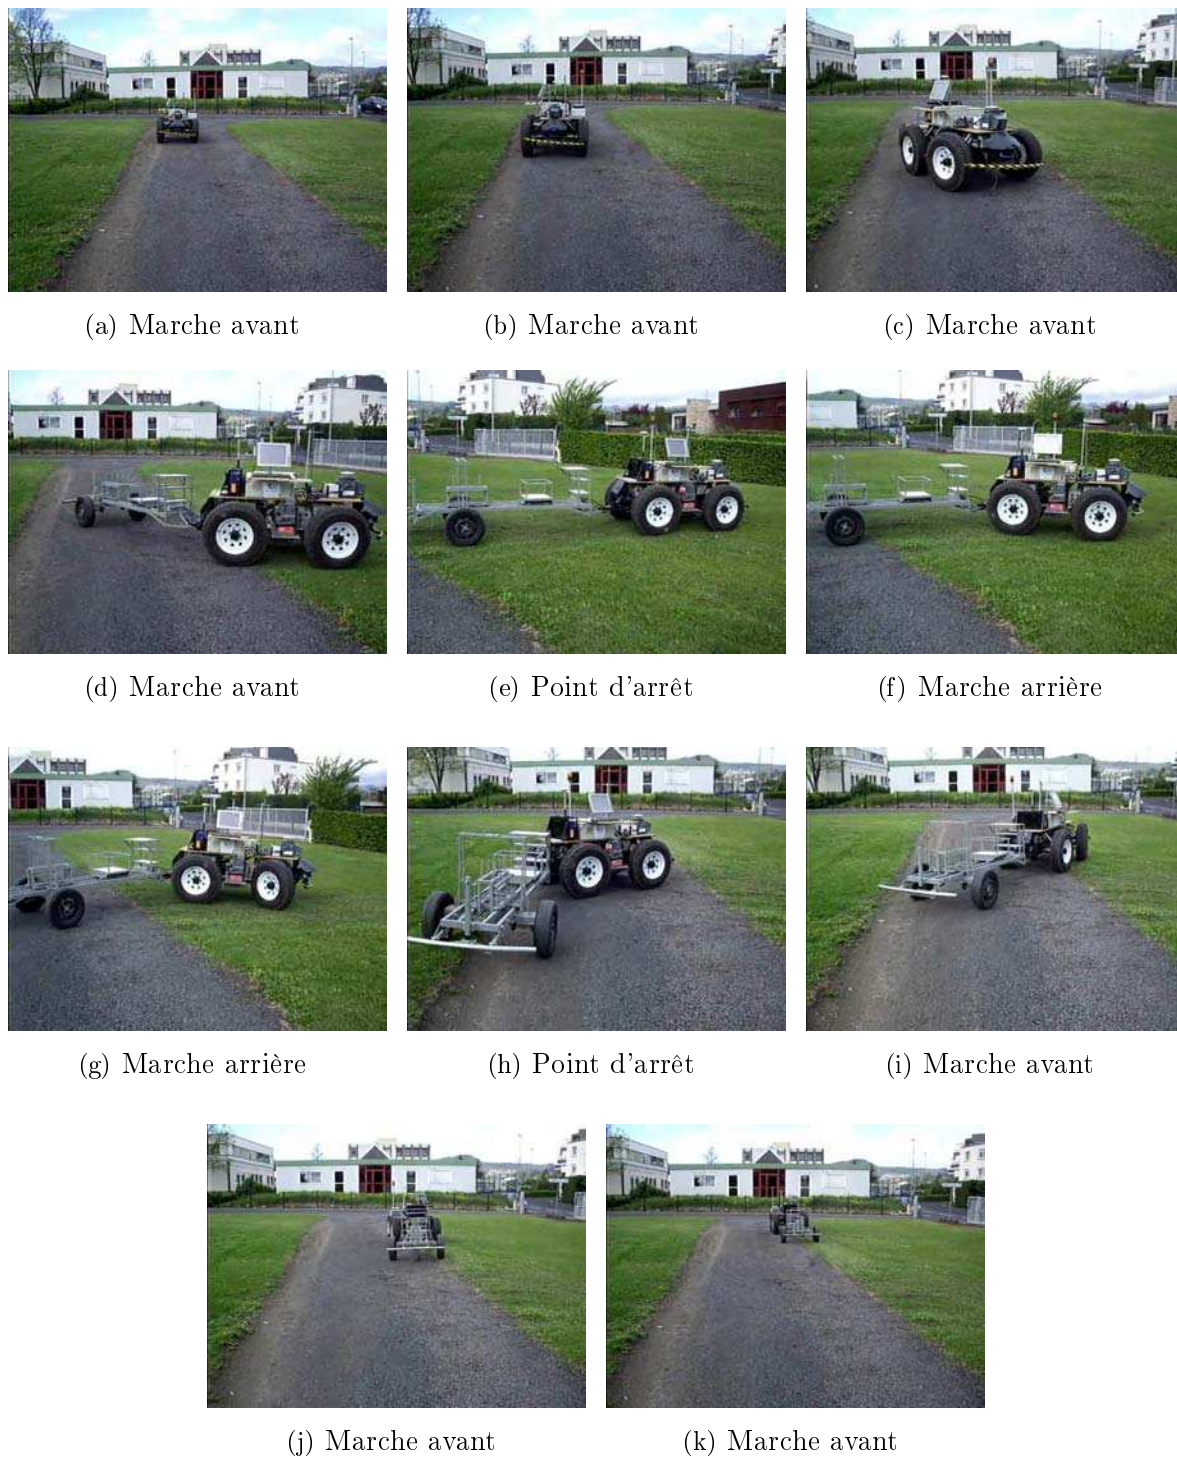 (a) Marche avant
(b) Marche avant
(c) Marche avant
(d) Marche avant
(e) Point d'arrêt
(f) Marche arrière
(g) Marche arrière
(h) Point d'arrêt
(i) Marche avant
(j) Marche avant
(k) Marche avant